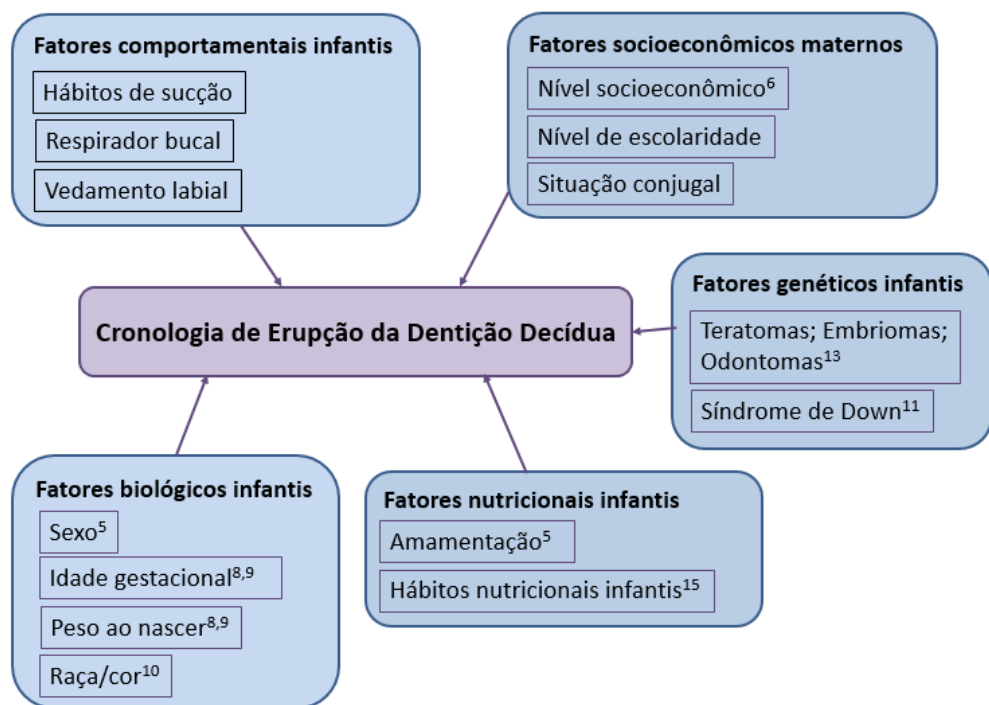 Fatores comportamentais infantis
Hábitos de sucção
Respirador bucal
Vedamento labial
Fatores socioeconômicos maternos
Nível socioeconômico⁶
Nível de escolaridade
Situação conjugal
Cronologia de Erupção da Dentição Decídua
Fatores genéticos infantis
Teratomas; Embriomas;
Odontomas¹³
Síndrome de Down¹¹
Fatores biológicos infantis
Sexo⁵
Idade gestacional⁸,⁹
Peso ao nascer⁸,⁹
Raça/cor¹⁰
Fatores nutricionais infantis
Amamentação⁵
Hábitos nutricionais infantis¹⁵